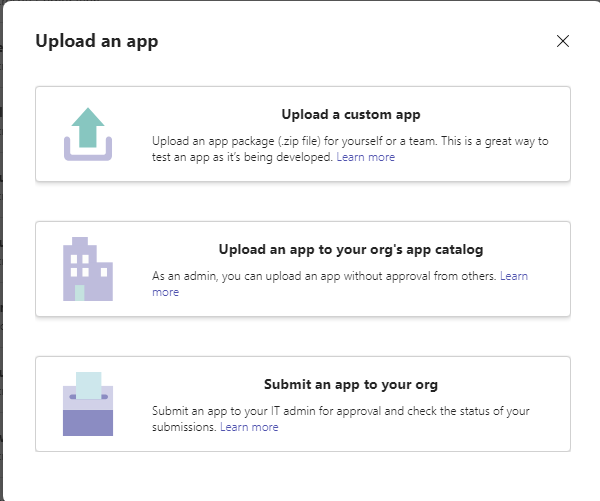 Upload an app
Upload a custom app
Upload an app package (.zip file) for yourself or a team. This is a great way to
test an app as it's being developed. Learn more
Upload an app to your org's app catalog
As an admin, you can upload an app without approval from others. Learn
more
Submit an app to your org
Submit an app to your IT admin for approval and check the status of your
submissions. Learn more